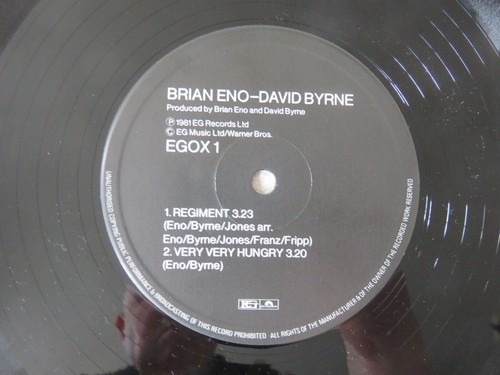 BRIAN ENO–DAVID BYRNE
Produced by Brian Eno and David Byrne
Ⓟ 1981 EG Records Ltd
© EG Music Ltd/Warner Bros.
EGOX 1
1. REGIMENT 3.23
(Eno/Byrne/Jones arr.
Eno/Byrne/Jones/Franz/Fripp)
2. VERY VERY HUNGRY 3.20
(Eno/Byrne)
EG
UNAUTHORISED COPYING PUBLIC PERFORMANCE & BROADCASTING OF THIS RECORD PROHIBITED · ALL RIGHTS OF THE MANUFACTURER & OF THE OWNER OF THE RECORDED WORK RESERVED